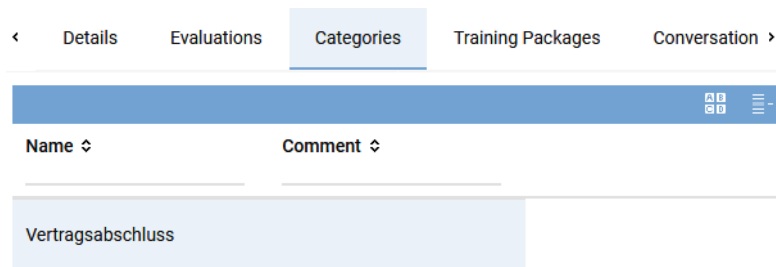 Details Evaluations Categories Training Packages Conversation
A B
C D
Name Comment
Vertragsabschluss